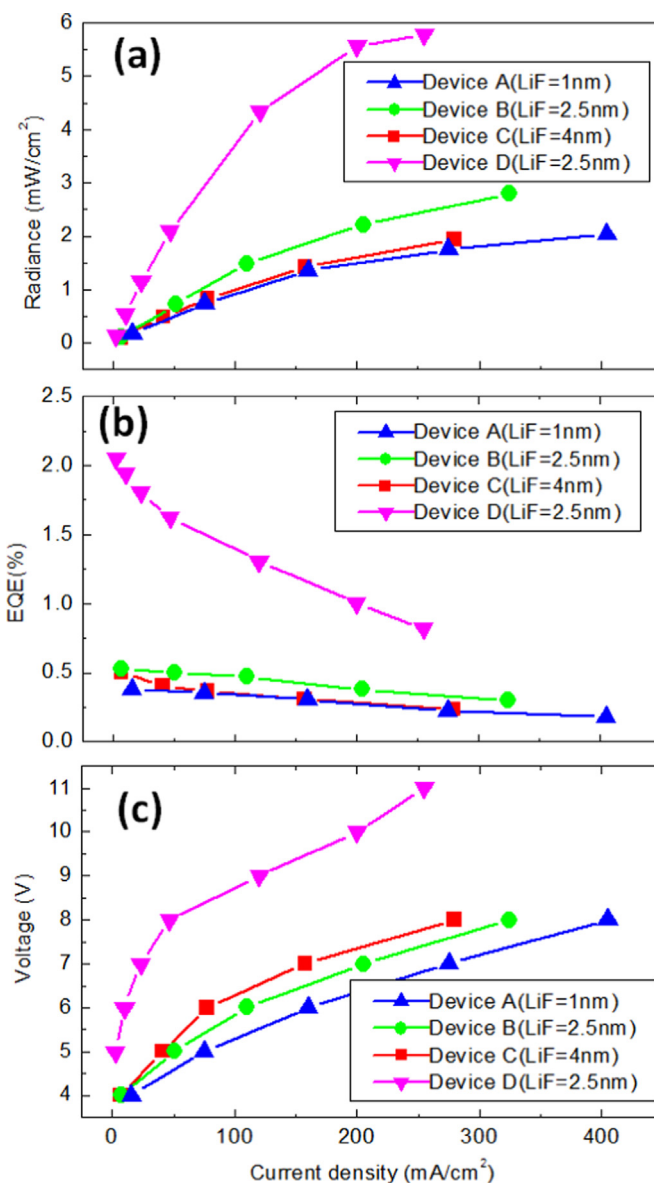 (a)
6
5
4
3
2
1
0
Radiance (mW/cm²)
Device A(LiF=1nm)
Device B(LiF=2.5nm)
Device C(LiF=4nm)
Device D(LiF=2.5nm)
(b)
2.5
2.0
1.5
1.0
0.5
0.0
EQE(%)
Device A(LiF=1nm)
Device B(LiF=2.5nm)
Device C(LiF=4nm)
Device D(LiF=2.5nm)
(c)
11
10
9
8
7
6
5
4
Voltage (V)
Device A(LiF=1nm)
Device B(LiF=2.5nm)
Device C(LiF=4nm)
Device D(LiF=2.5nm)
0 100 200 300 400
Current density (mA/cm²)